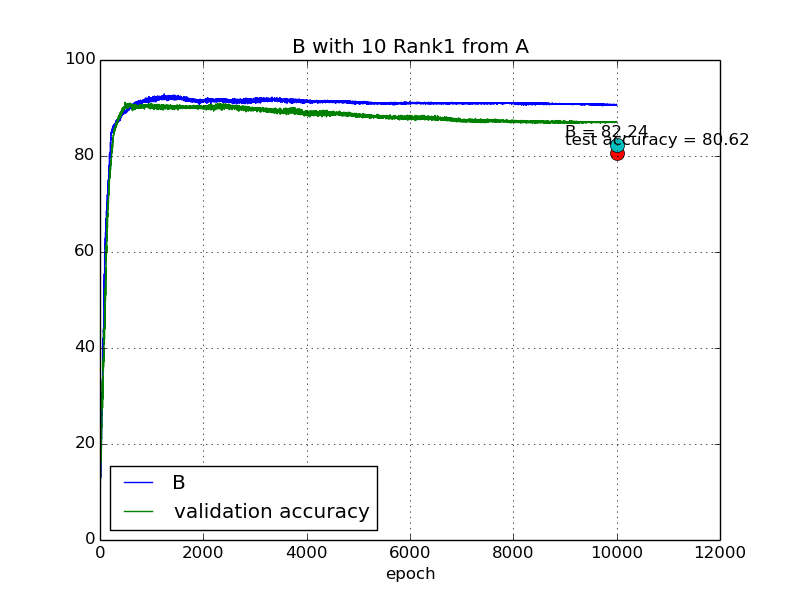 B with 10 Rank1 from A
100
80
60
40
20
0
B = 82.24
test accuracy = 80.62
B
validation accuracy
0 2000 4000 6000 8000 10000 12000
epoch